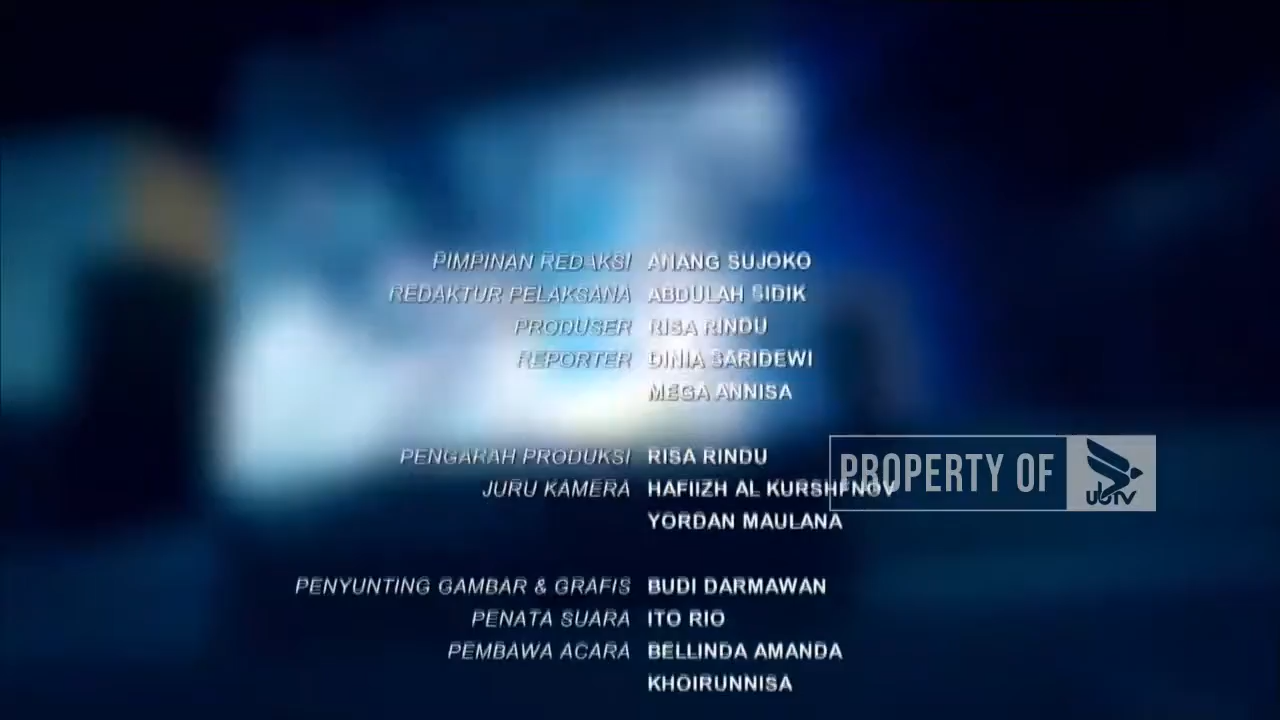 PIMPINAN REDAKSI ANANG SUJOKO
REDAKTUR PELAKSANA ABDULAH SIDIK
PRODUSER RISA RINDU
REPORTER DINIA SARIDEWI
MEGA ANNISA
PENGARAH PRODUKSI RISA RINDU
JURU KAMERA HAFIIZH AL
YORDAN MAULANA
PROPERTY OF UBTV
PENYUNTING GAMBAR & GRAFIS BUDI DARMAWAN
PENATA SUARA ITO RIO
PEMBAWA ACARA BELLINDA AMANDA
KHOIRUNNISA